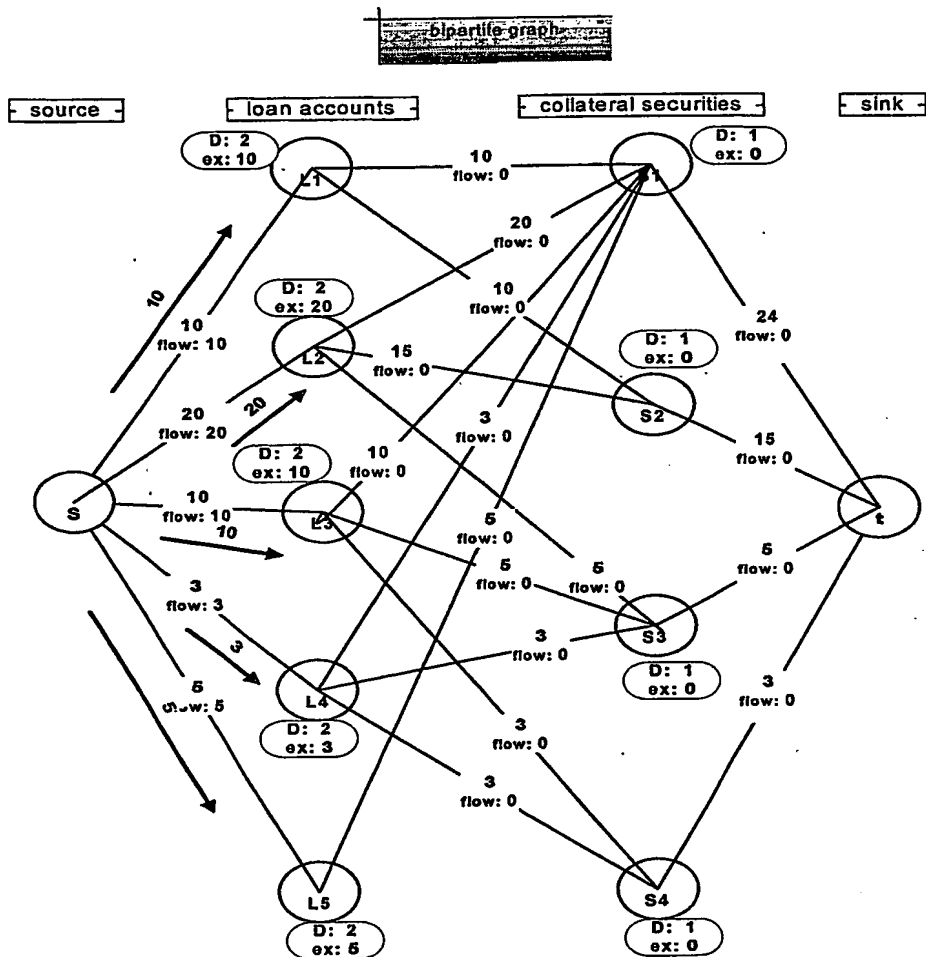 bipartite graph
source
loan accounts
collateral securities
sink
D: 2
ex: 10
L1
10
flow: 0
S1
D: 1
ex: 0
20
flow: 0
D: 2
ex: 20
L2
10
flow: 0
10
10
flow: 10
15
flow: 0
D: 1
ex: 0
S2
24
flow: 0
20
flow: 20
20
3
flow: 0
15
flow: 0
D: 2
ex: 10
10
flow: 0
S
10
flow: 10
10
L3
t
5
flow: 0
5
flow: 0
5
flow: 0
5
flow: 0
3
flow: 3
3
S3
D: 1
ex: 0
3
flow: 0
5
flow: 5
L4
D: 2
ex: 3
3
flow: 0
3
flow: 0
3
flow: 0
L5
D: 2
ex: 5
S4
D: 1
ex: 0